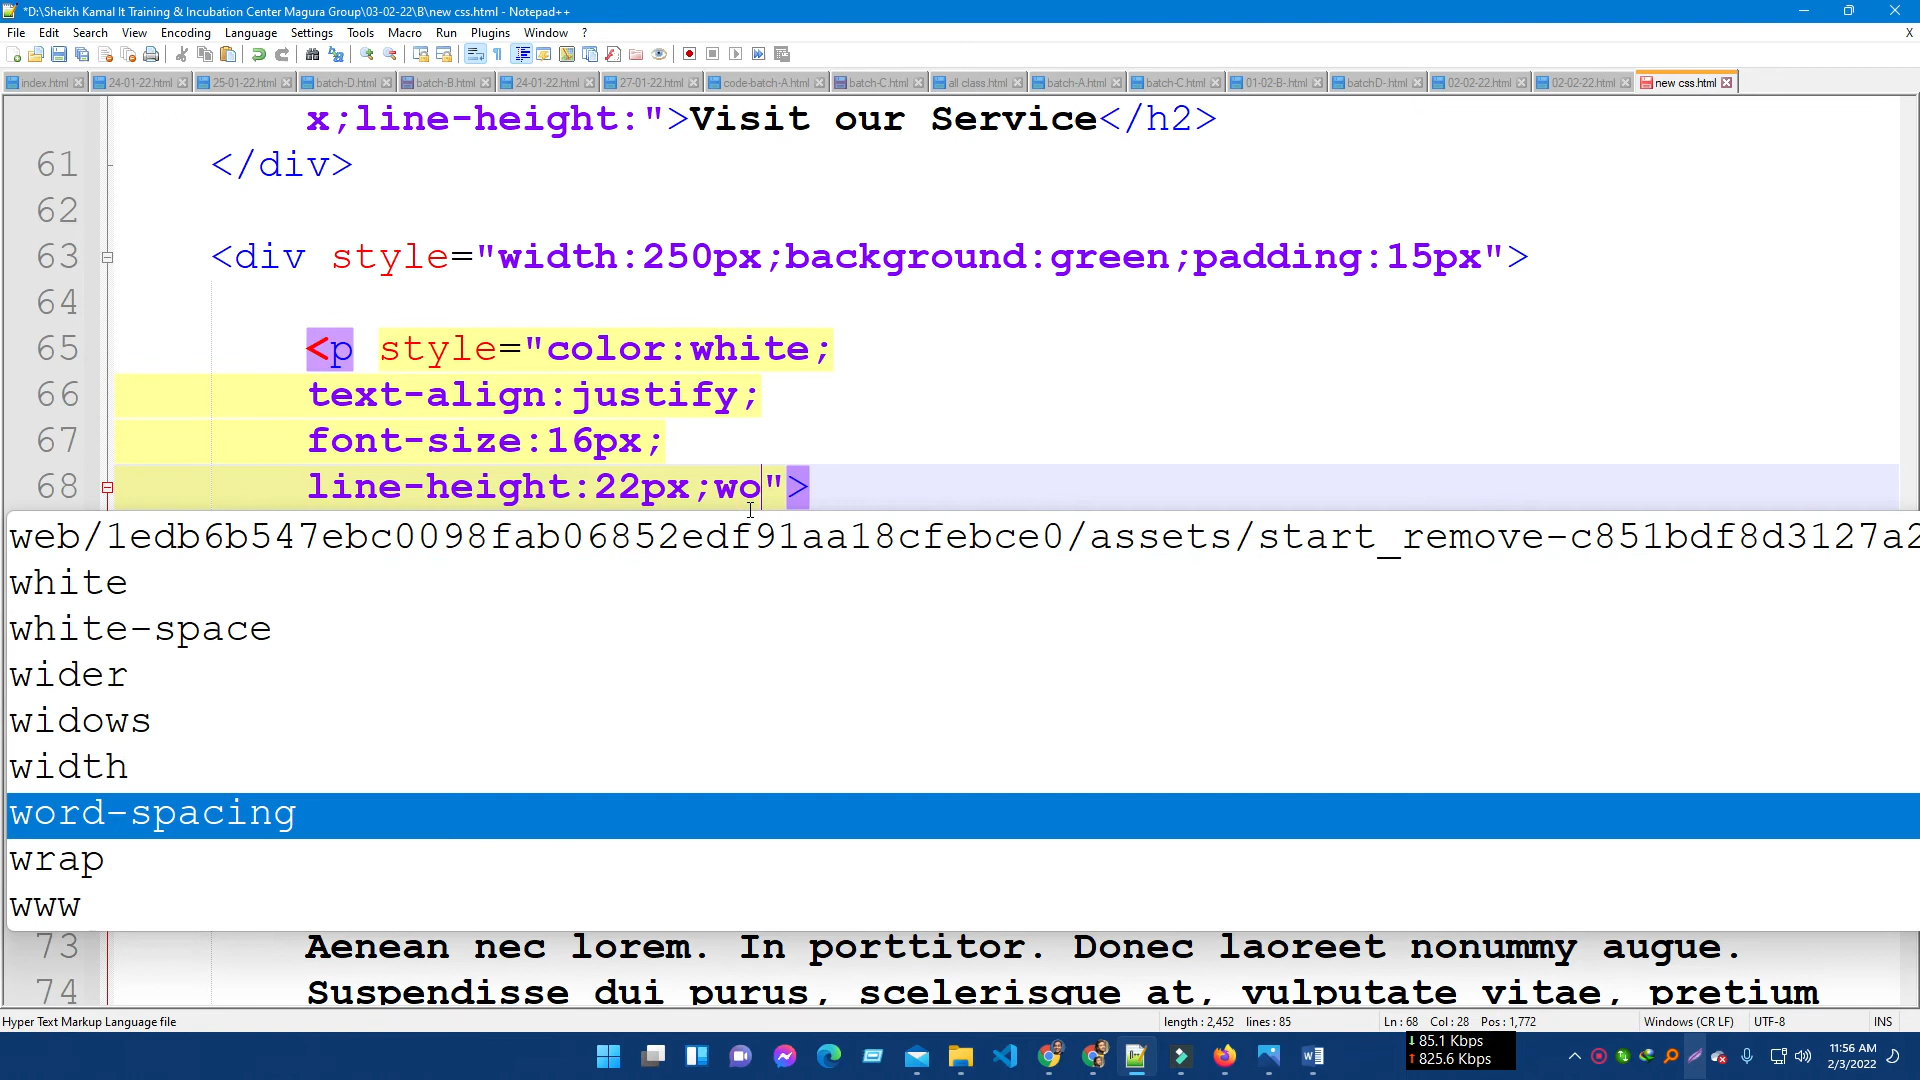 *D:\Sheikh Kamal It Training & Incubation Center Magura Group\03-02-22\B\new css.html - Notepad++
File Edit Search View Encoding Language Settings Tools Macro Run Plugins Window ? X
index.html 24-01-22.html 25-01-22.html batch-D.html batch-B.html 24-01-22.html 27-01-22.html code-batch-A.html batch-C.html all class.html batch-A.html batch-C.html 01-02-B-.html batchD-.html 02-02-22.html 02-02-22.html new css.html
x;line-height:">Visit our Service</h2>
61 </div>
62
63 <div style="width:250px;background:green;padding:15px">
64
65 <p style="color:white;
66 text-align:justify;
67 font-size:16px;
68 line-height:22px;wo">
web/1edb6b547ebc0098fab06852edf91aa18cfebce0/assets/start_remove-c851bdf8d3127a2
white
white-space
wider
widows
width
word-spacing
wrap
www
73 Aenean nec lorem. In porttitor. Donec laoreet nonummy augue.
74 Suspendisse dui purus, scelerisque at, vulputate vitae, pretium
Hyper Text Markup Language file length : 2,452 lines : 85 Ln : 68 Col : 28 Pos : 1,772 Windows (CR LF) UTF-8 INS
↓ 85.1 Kbps
↑ 825.6 Kbps
11:56 AM
2/3/2022